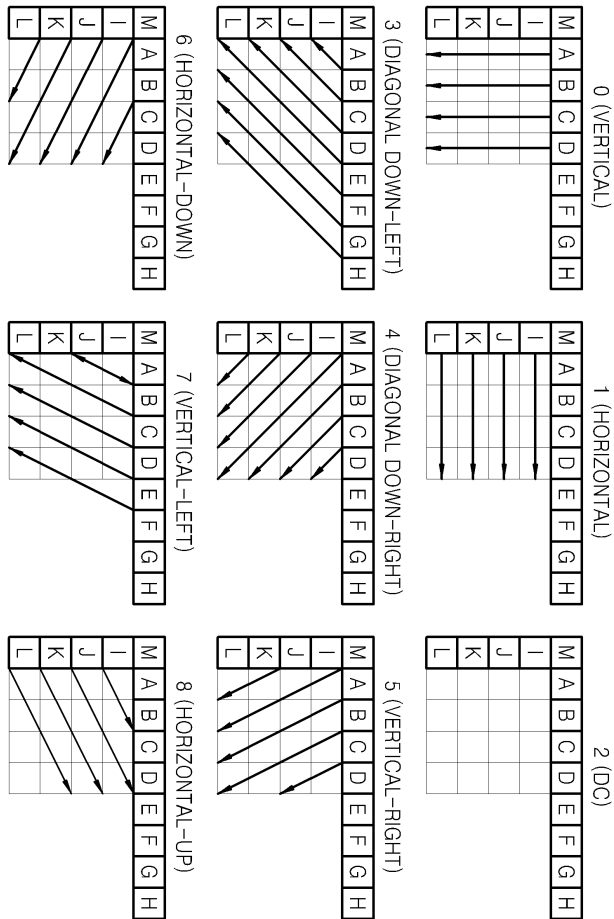 0 (VERTICAL)
M A B C D E F G H
I
J
K
L
1 (HORIZONTAL)
M A B C D E F G H
I
J
K
L
2 (DC)
M A B C D E F G H
I
J
K
L
3 (DIAGONAL DOWN-LEFT)
M A B C D E F G H
I
J
K
L
4 (DIAGONAL DOWN-RIGHT)
M A B C D E F G H
I
J
K
L
5 (VERTICAL-RIGHT)
M A B C D E F G H
I
J
K
L
6 (HORIZONTAL-DOWN)
M A B C D E F G H
I
J
K
L
7 (VERTICAL-LEFT)
M A B C D E F G H
I
J
K
L
8 (HORIZONTAL-UP)
M A B C D E F G H
I
J
K
L